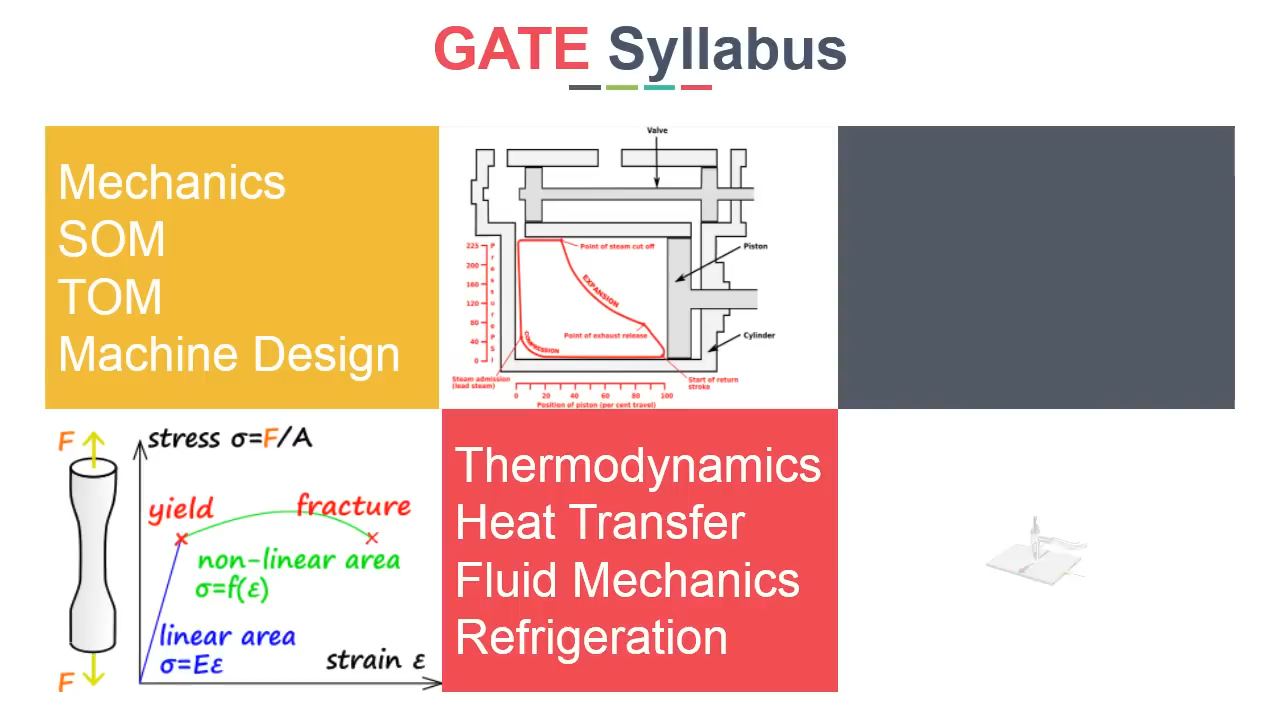 GATE Syllabus
Mechanics
SOM
TOM
Machine Design
Valve
Point of steam cut off
Piston
EXPANSION
Point of exhaust release
COMPRESSION
Cylinder
225
200
160
120
80
40
0
Pressure PSI
Steam admission
(lead steam)
Start of return
stroke
0 20 40 60 80 100
Position of piston (per cent travel)
F
stress σ=F/A
yield
fracture
non-linear area
σ=f(ε)
linear area
σ=Eε
strain ε
F
Thermodynamics
Heat Transfer
Fluid Mechanics
Refrigeration